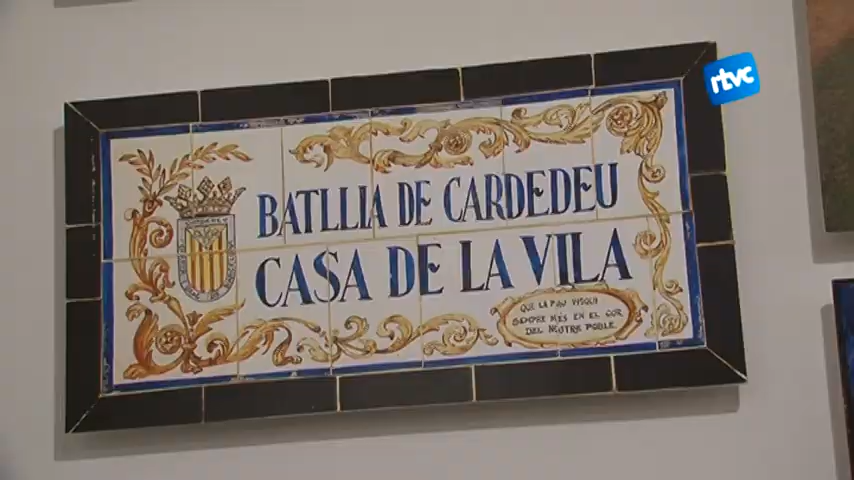 rtvc
BATLLIA DE CARDEDEU
CASA DE LA VILA
QUE LA PAU VISQUI
SEMPRE MÉS EN EL COR
DEL NOSTRE POBLE.